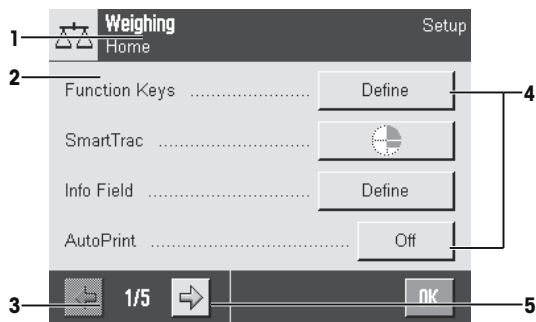 Weighing
Setup
1
Home
2
Function Keys ........................ Define
4
SmartTrac ..............................
Info Field ................................ Define
AutoPrint ........................................ Off
3
1/5
OK
5